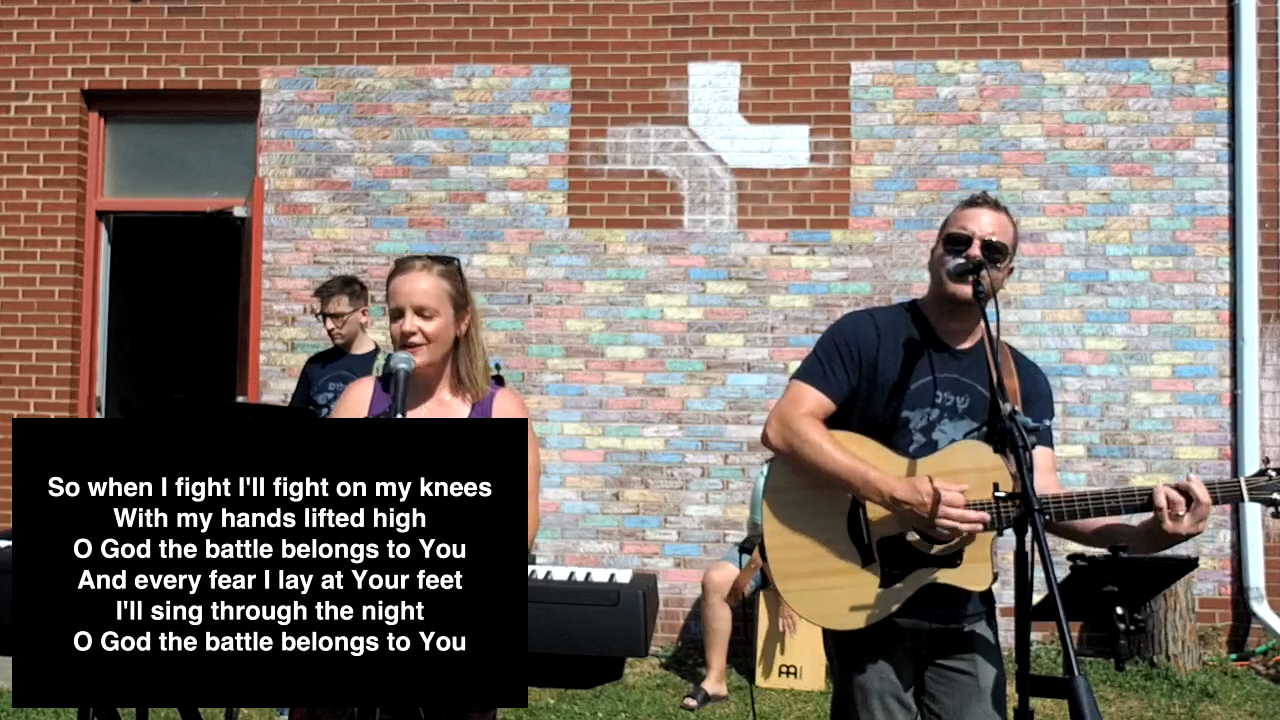 שלם
So when I fight I'll fight on my knees
With my hands lifted high
O God the battle belongs to You
And every fear I lay at Your feet
I'll sing through the night
O God the battle belongs to You